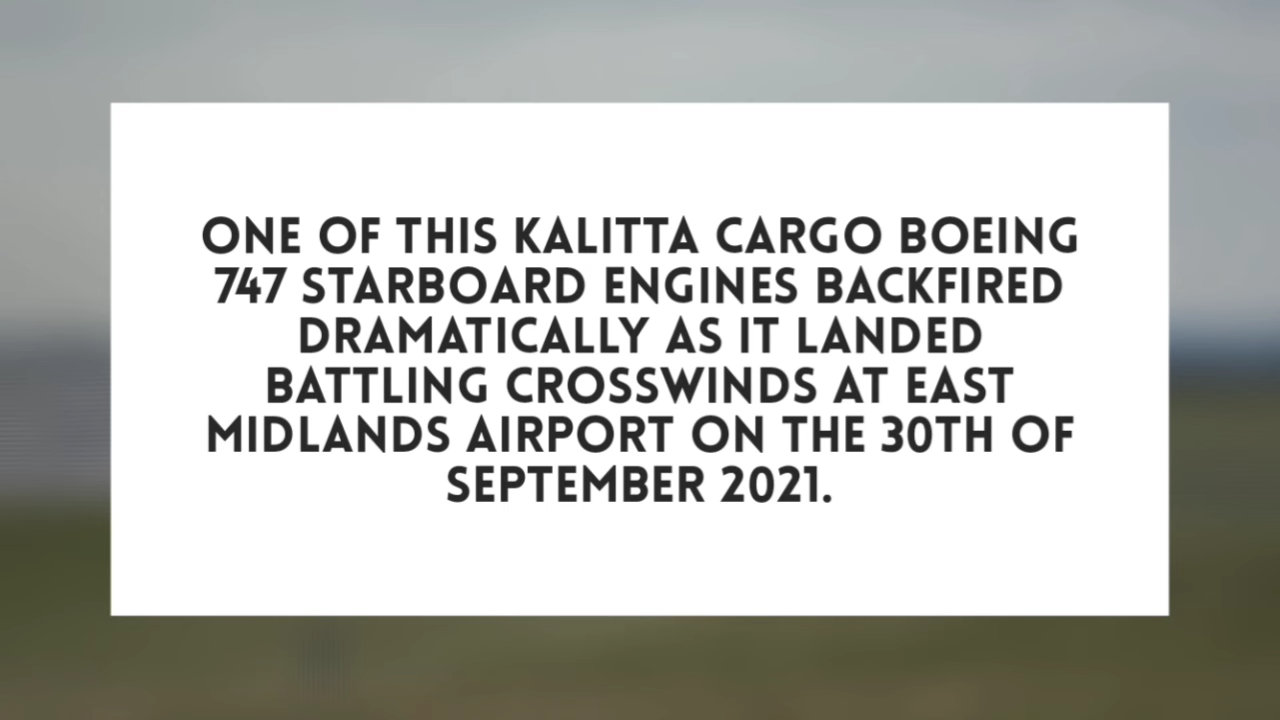 ONE OF THIS KALITTA CARGO BOEING
747 STARBOARD ENGINES BACKFIRED
DRAMATICALLY AS IT LANDED
BATTLING CROSSWINDS AT EAST
MIDLANDS AIRPORT ON THE 30TH OF
SEPTEMBER 2021.